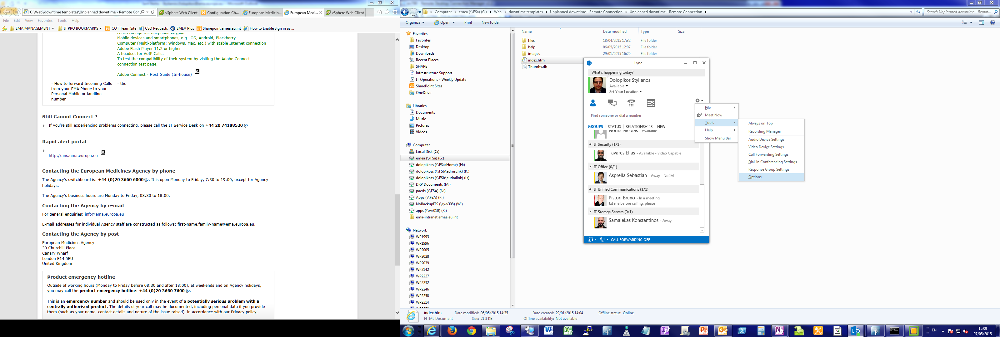 G:\Web\downtime templates\Unplanned downtime - Remote Cor
vSphere Web Client
Configuration Ch...
European Medicin...
European Medi...
vSphere Web Client
File Edit View Favorites Tools Help
EMA MANAGEMENT
IT PRO BOOKMARKS
COT Team Site
CSO Requests
EMEA Plus
Sharepoint.emea.eu.int
How to Enable Sign in as ...
codes though the telephone keypad.
Mobile devices and smartphones, e.g. iOS, Android, Blackberry.
Computer (Multi-platform: Windows, Mac, etc.) with stable Internet connection
Adobe Flash Player 11.2 or higher
A headset for VoIP Calls.
To test the compatibility of their system by visiting the Adobe Connect
connection test page.
Adobe Connect - Host Guide (In-house)
- How to forward Incoming Calls - tbc
from your EMA Phone to your
Personal Mobile or landline
number
Still Cannot Connect ?
If you're still experiencing problems connecting, please call the IT Service Desk on +44 20 74188520
Rapid alert portal
http://ans.ema.europa.eu
Contacting the European Medicines Agency by phone
The Agency's switchboard is: +44 (0)20 3660 6000. It is open Monday to Friday, 7:30 to 19:00, except for Agency
holidays.
The Agency's business hours are Monday to Friday, 08:30 to 18:00.
Contacting the Agency by e-mail
For general enquiries: info@ema.europa.eu
E-mail addresses for individual Agency staff are constructed as follows: first-name.family-name@ema.europa.eu.
Contacting the Agency by post
European Medicines Agency
30 Churchill Place
Canary Wharf
London E14 5EU
United Kingdom
Product emergency hotline
Outside of working hours (Monday to Friday before 08:30 and after 18:00), at weekends and on Agency holidays,
you may call the product emergency hotline: +44 (0)20 3660 7600.
This is an emergency number and should be used only in the event of a potentially serious problem with a
centrally authorised product. The details of your call may be documented, including personal data if you provide
them (such as your name, contact details and nature of the issue raised), in accordance with our Privacy policy.
Computer emea (\\FSa) (G:) Web downtime templates Unplanned downtime - Remote Connection Unplanned downtime - Remote Connection
Search Unplanned downtime - Remot...
Organize Open Print New folder
Favorites
Favorites
Desktop
Downloads
Recent Places
SHARE
Infrastructure Support
IT Operations - Weekly Update
SharePoint Sites
OneDrive
Libraries
Documents
Music
Pictures
Videos
Computer
Local Disk (C:)
emea (\\FSa) (G:)
dolopikoss (\\FSa\Home) (H:)
dolopikoss (\\FSb\edmschk) (K:)
dolopikoss (\\FSb\eudralink) (L:)
DRP Documents (M:)
paeds (\\FSA) (N:)
Apps (\\FSA) (P:)
NoBackupITS (\\wv398) (W:)
apps (\\ws010) (X:)
ema-intranet.emea.eu.int
Network
WP1993
WP1996
WP2005
WP2028
WP2039
WP2142
WP2227
WP2232
WP2246
WP2258
WP2314
Name Date modified Type Size
files 18/04/2015 17:32 File folder
help 06/05/2015 12:07 File folder
images 29/01/2015 16:20 File folder
index.htm
Thumbs.db
Lync
What's happening today?
Dolopikos Stylianos
Available
Set Your Location
Find someone or dial a number
GROUPS STATUS RELATIONSHIPS NEW
Norris Nicolas - Available
IT Security (1/1)
Tavares Elias - Available - Video Capable
IT Office (0/1)
Asprella Sebastian - Away - No IM
IT Unified Communications (1/1)
Pistori Bruno - In a meeting
txt me before calling, please
IT Storage Servers (0/1)
Samalekas Konstantinos - Away
CALL FORWARDING OFF
File
Meet Now
Tools
Help
Show Menu Bar
Always on Top
Recording Manager
Audio Device Settings
Video Device Settings
Call Forwarding Settings
Dial-in Conferencing Settings
Response Group Settings
Options
index.htm Date modified: 06/05/2015 14:35 Date created: 29/01/2015 14:04 Offline status: Online
HTML Document Size: 51.3 KB Offline availability: Not available
EN
15:09
07/05/2015